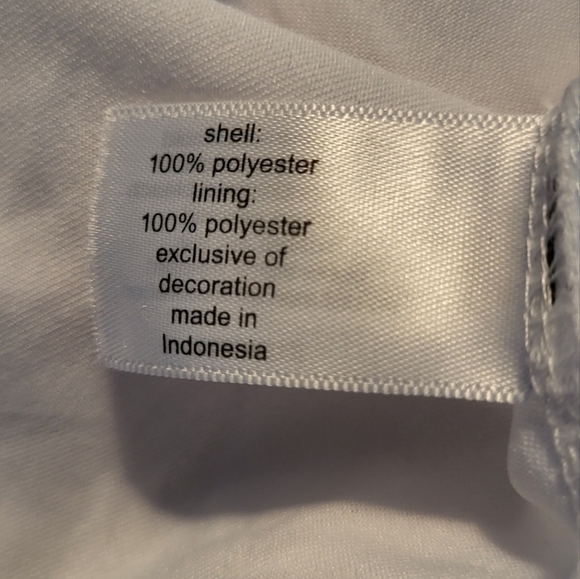 shell:
100% polyester
lining:
100% polyester
exclusive of
decoration
made in
Indonesia